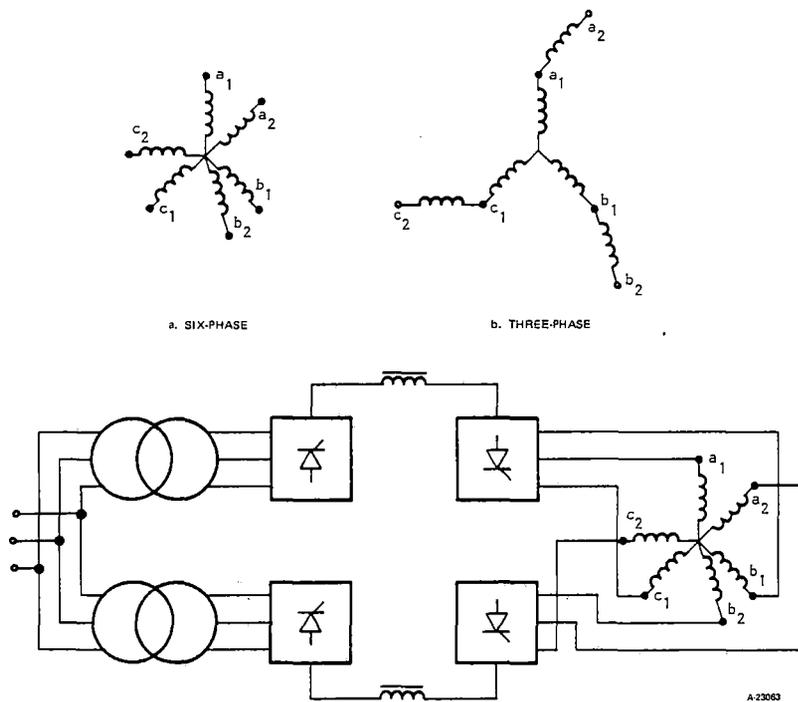 a1
a2
c2
b1
c1
b2
a. SIX-PHASE
a2
a1
b1
c2
c1
b2
b. THREE-PHASE
a1
a2
c2
b1
c1
b2
A-23063